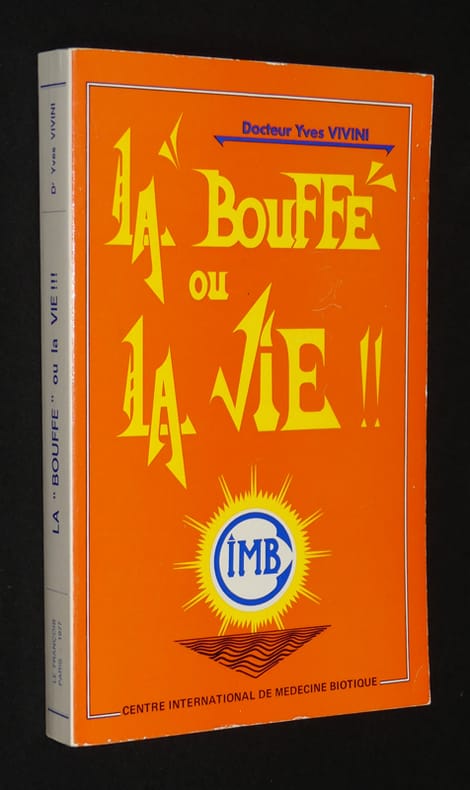 Docteur Yves VIVINI
LA "BOUFFE"
ou
LA ViE !!
CIMB
CENTRE INTERNATIONAL DE MEDECINE BIOTIQUE
Dr Yves VIVINI
LA "BOUFFE" ou la VIE !!!
LE FRANÇOIS
PARIS - 1977